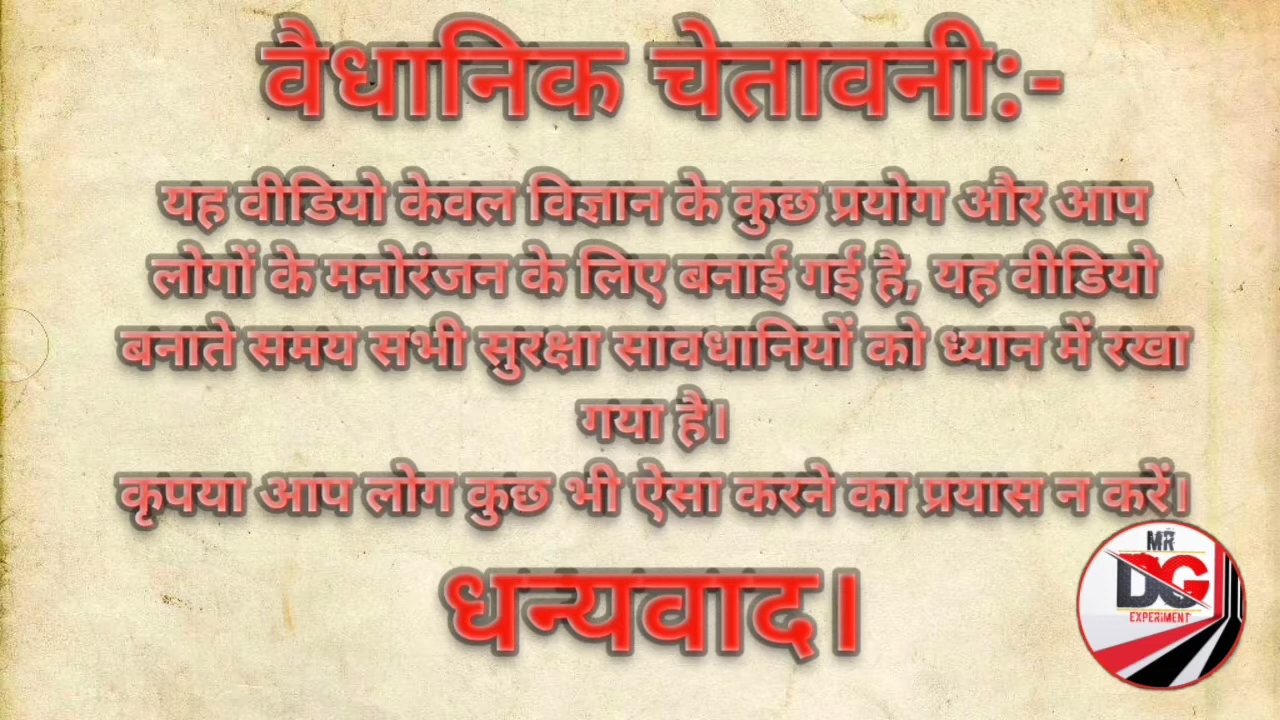 वैधानिक चेतावनी:-
यह वीडियो केवल विज्ञान के कुछ प्रयोग और आप
लोगों के मनोरंजन के लिए बनाई गई है, यह वीडियो
बनाते समय सभी सुरक्षा सावधानियों को ध्यान में रखा
गया है।
कृपया आप लोग कुछ भी ऐसा करने का प्रयास न करें।
धन्यवाद।
MR
DG
EXPERIMENT